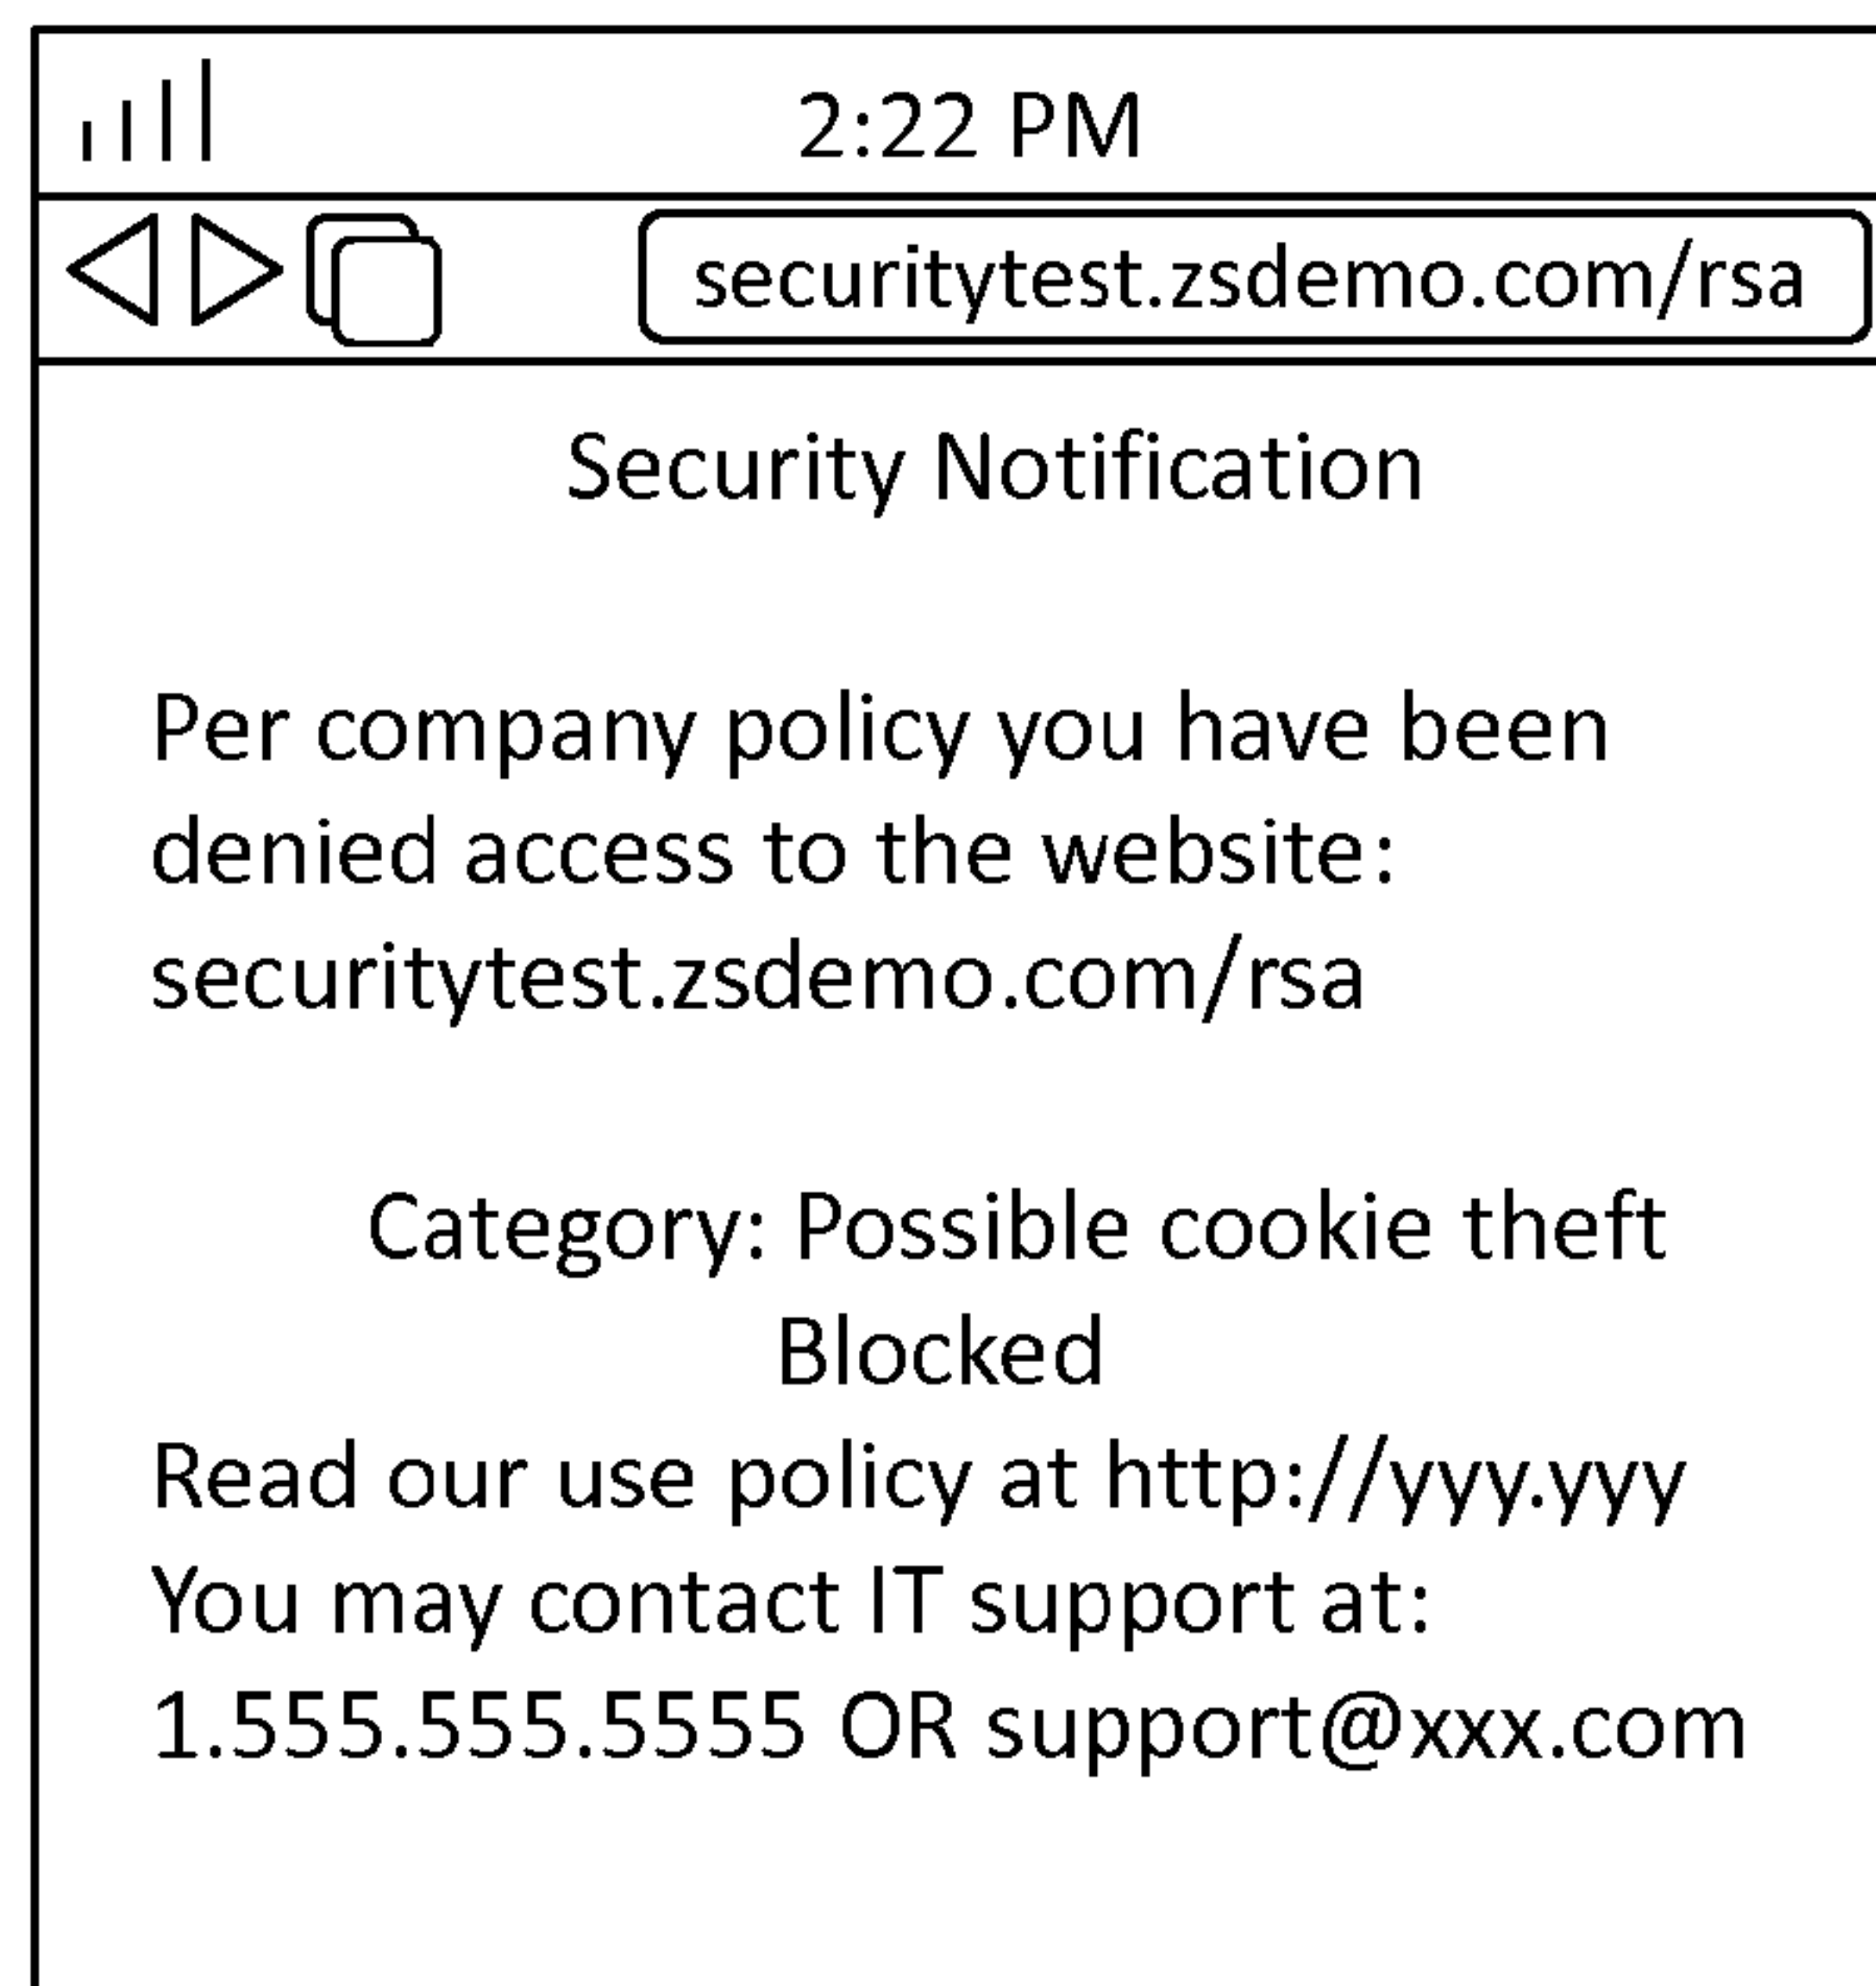 2:22 PM
securitytest.zsdemo.com/rsa
Security Notification
Per company policy you have been
denied access to the website:
securitytest.zsdemo.com/rsa
Category: Possible cookie theft
Blocked
Read our use policy at http://yyy.yyy
You may contact IT support at:
1.555.555.5555 OR support@xxx.com